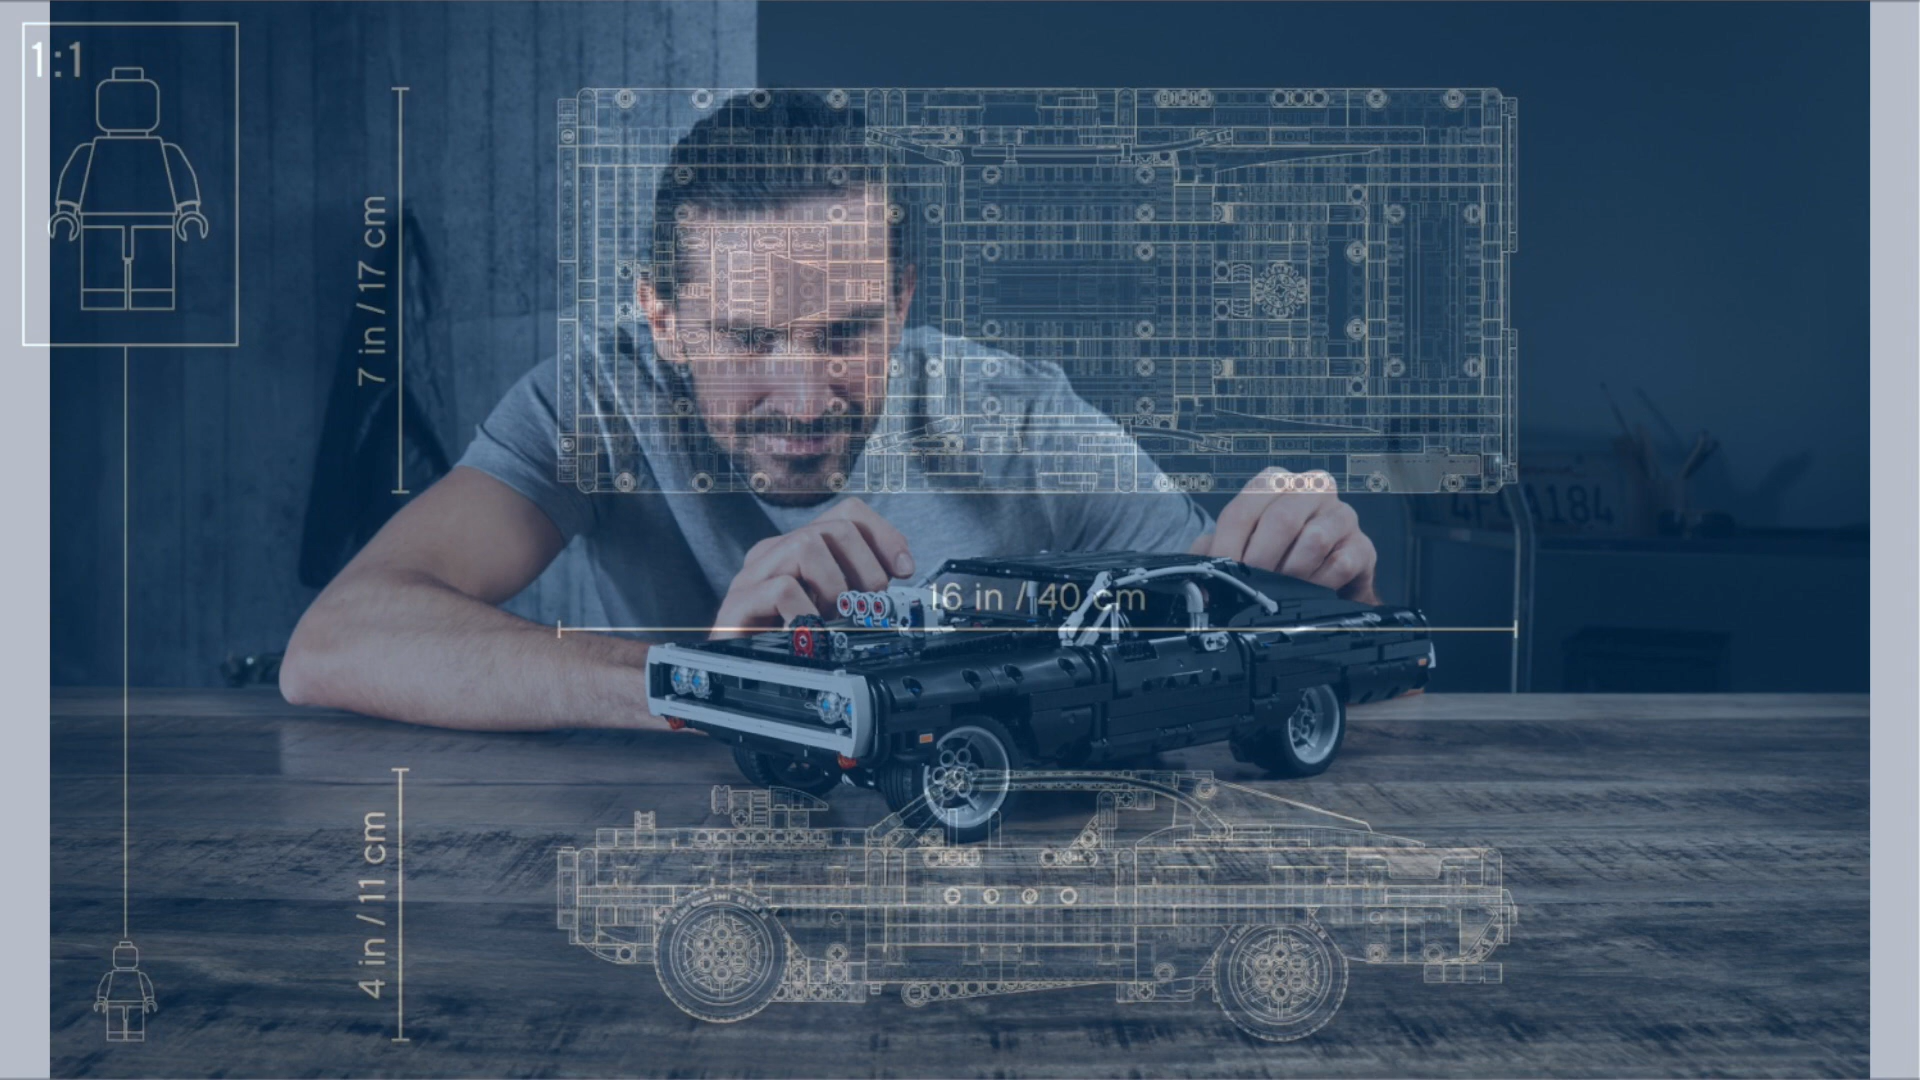 1:1
7 in / 17 cm
16 in / 40 cm
4 in / 11 cm